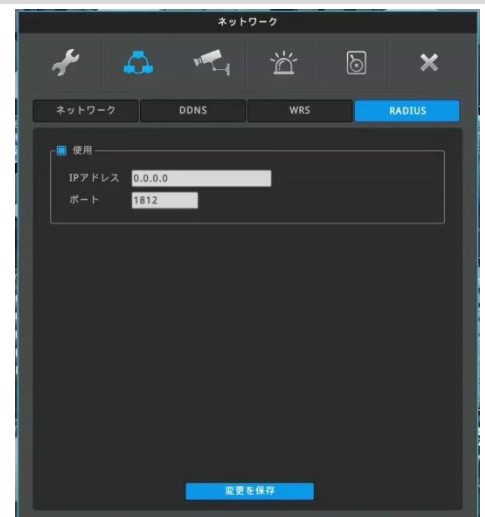 ネットワーク
ネットワーク DDNS WRS RADIUS
使用
IPアドレス 0.0.0.0
ポート 1812
変更を保存